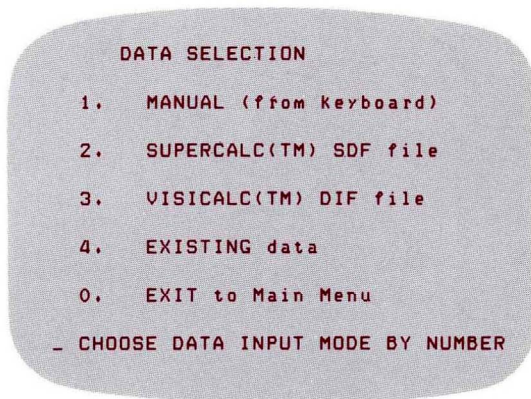 DATA SELECTION
1. MANUAL (from keyboard)
2. SUPERCALC(TM) SDF file
3. VISICALC(TM) DIF file
4. EXISTING data
0. EXIT to Main Menu
_ CHOOSE DATA INPUT MODE BY NUMBER